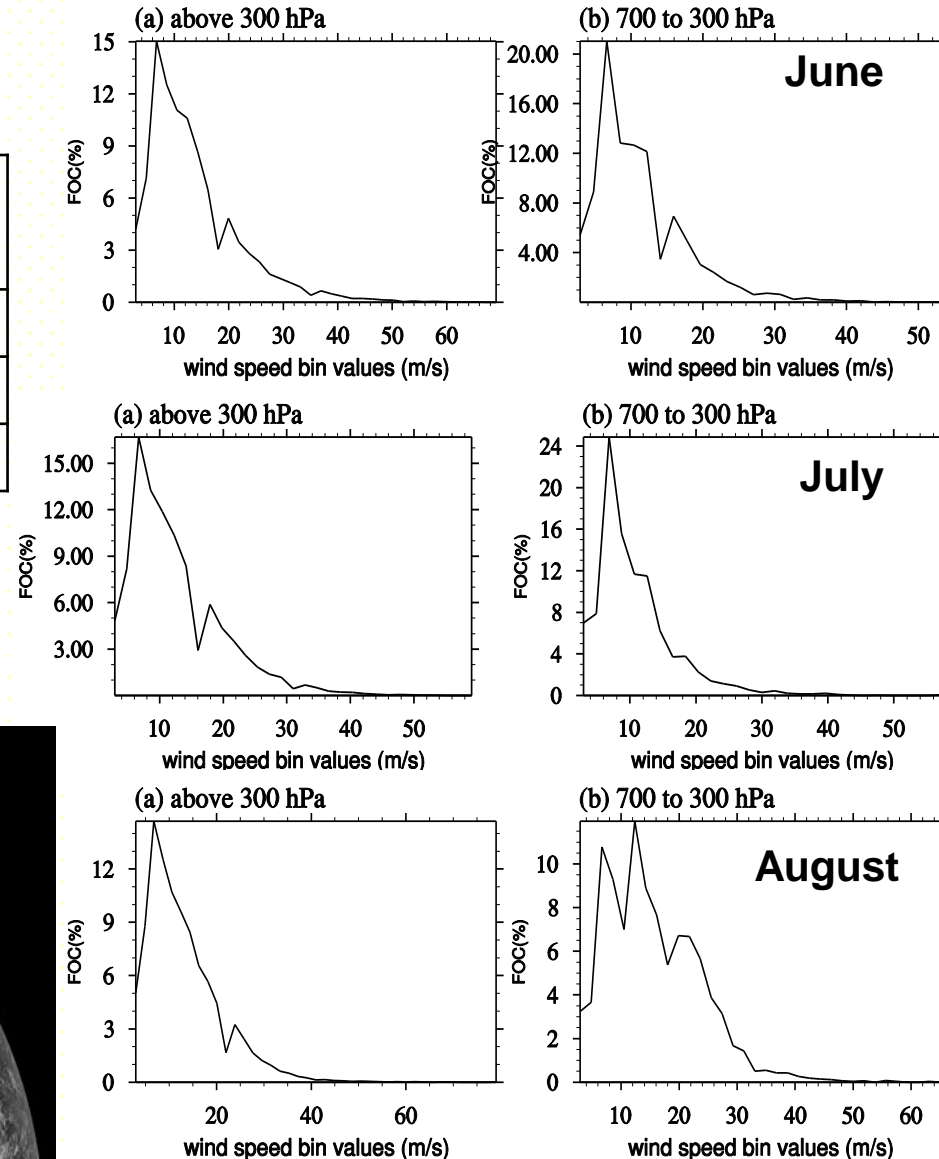 (a) above 300 hPa
15
12
9
6
3
0
FOC(%)
10 20 30 40 50 60
wind speed bin values (m/s)
(b) 700 to 300 hPa
June
20.00
16.00
12.00
8.00
4.00
FOC(%)
10 20 30 40 50
wind speed bin values (m/s)
(a) above 300 hPa
15.00
12.00
9.00
6.00
3.00
FOC(%)
10 20 30 40 50
wind speed bin values (m/s)
(b) 700 to 300 hPa
July
24
20
16
12
8
4
0
FOC(%)
10 20 30 40 50
wind speed bin values (m/s)
(a) above 300 hPa
12
9
6
3
0
FOC(%)
20 40 60
wind speed bin values (m/s)
(b) 700 to 300 hPa
August
10
8
6
4
2
0
FOC(%)
10 20 30 40 50 60
wind speed bin values (m/s)